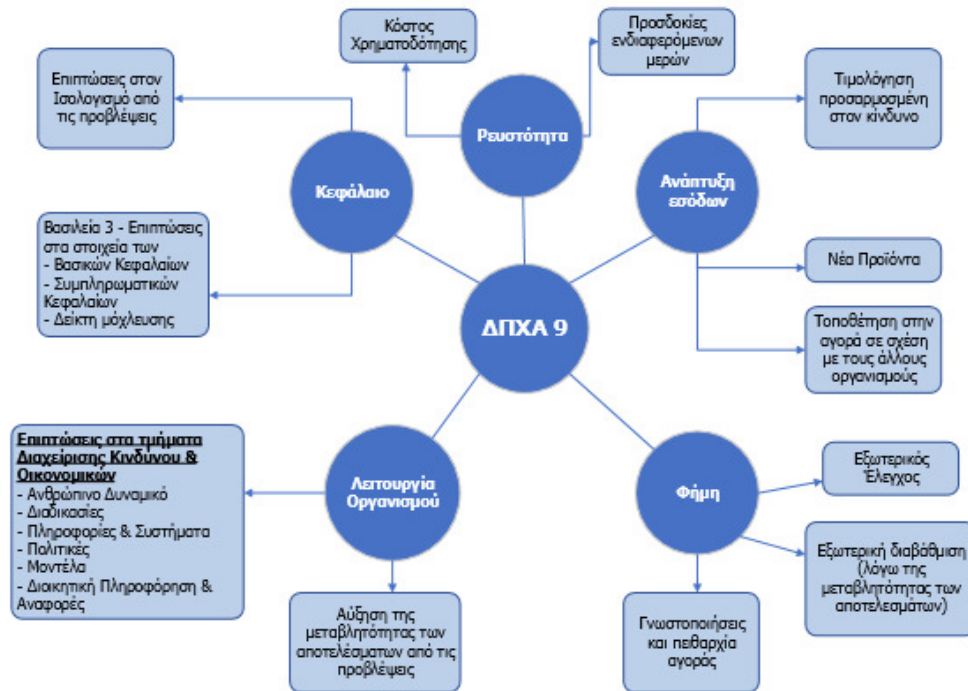 Κόστος
Χρηματοδότησης
Προσδοκίες
ενδιαφερόμενων
μερών
Επιπτώσεις στον
Ισολογισμό από
τις προβλέψεις
Τιμολόγηση
προσαρμοσμένη
στον κίνδυνο
Ρευστότητα
Κεφάλαιο
Ανάπτυξη
εσόδων
Βασιλεία 3 - Επιπτώσεις
στα στοιχεία των
- Βασικών Κεφαλαίων
- Συμπληρωματικών
Κεφαλαίων
- Δείκτη μόχλευσης
Νέα Προϊόντα
ΔΠΧΑ 9
Τοποθέτηση στην
αγορά σε σχέση
με τους άλλους
οργανισμούς
Επιπτώσεις στα τμήματα
Διαχείρισης Κινδύνου &
Οικονομικών
- Ανθρώπινο Δυναμικό
- Διαδικασίες
- Πληροφορίες & Συστήματα
- Πολιτικές
- Μοντέλα
- Διοικητική Πληροφόρηση &
Αναφορές
Λειτουργία
Οργανισμού
Φήμη
Εξωτερικός
Έλεγχος
Εξωτερική διαβάθμιση
(λόγω της
μεταβλητότητας των
αποτελεσμάτων)
Αύξηση της
μεταβλητότητας των
αποτελέσματων από τις
προβλέψεις
Γνωστοποιήσεις
και πειθαρχία
αγοράς